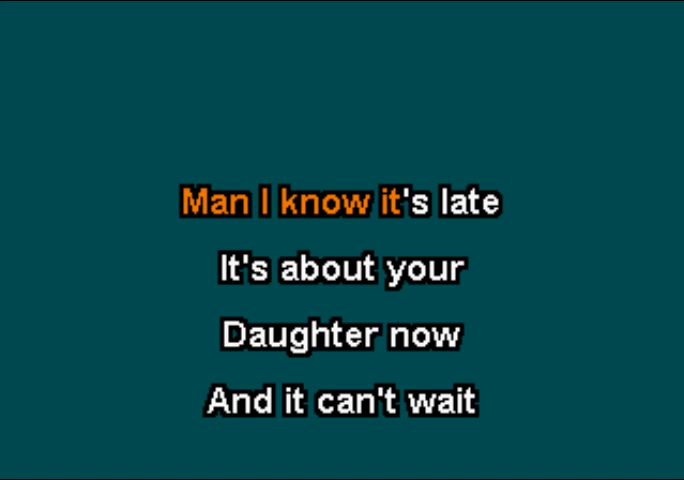 Man I know it's late
It's about your
Daughter now
And it can't wait